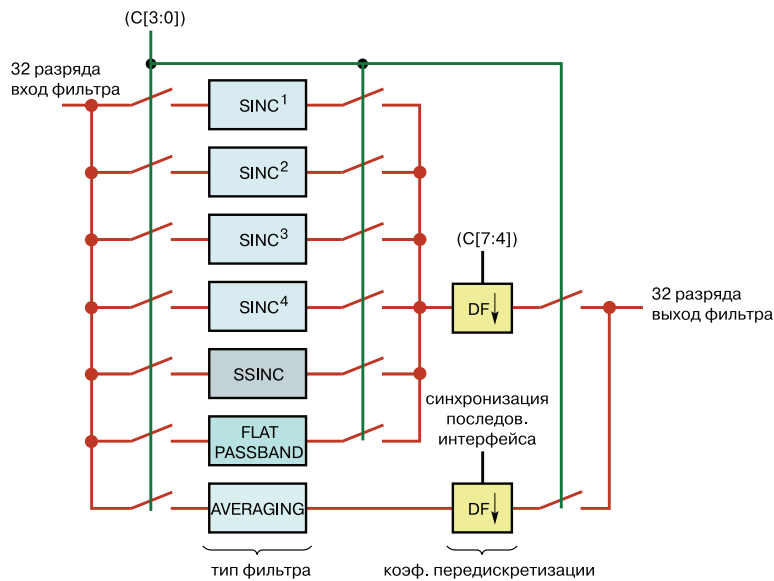 (C[3:0])
32 разряда
вход фильтра
SINC¹
SINC²
SINC³
(C[7:4])
SINC⁴
DF
32 разряда
выход фильтра
SSINC
синхронизация
последов.
интерфейса
FLAT
PASSBAND
AVERAGING
DF
тип фильтра
коэф. передискретизации